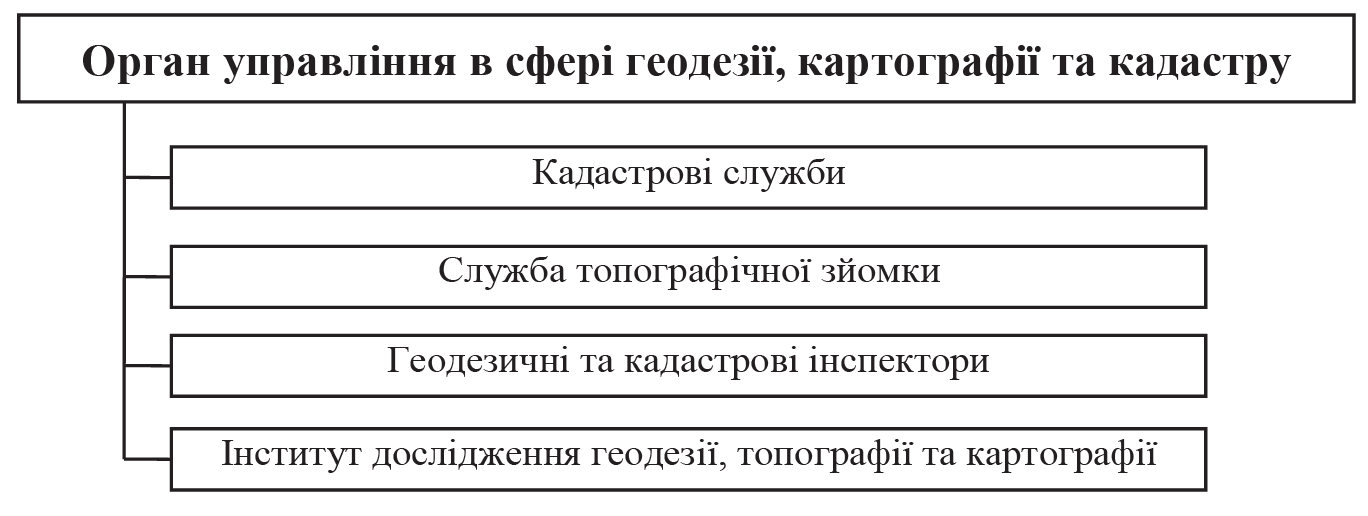 Орган управління в сфері геодезії, картографії та кадастру
Кадастрові служби
Служба топографічної зйомки
Геодезичні та кадастрові інспектори
Інститут дослідження геодезії, топографії та картографії